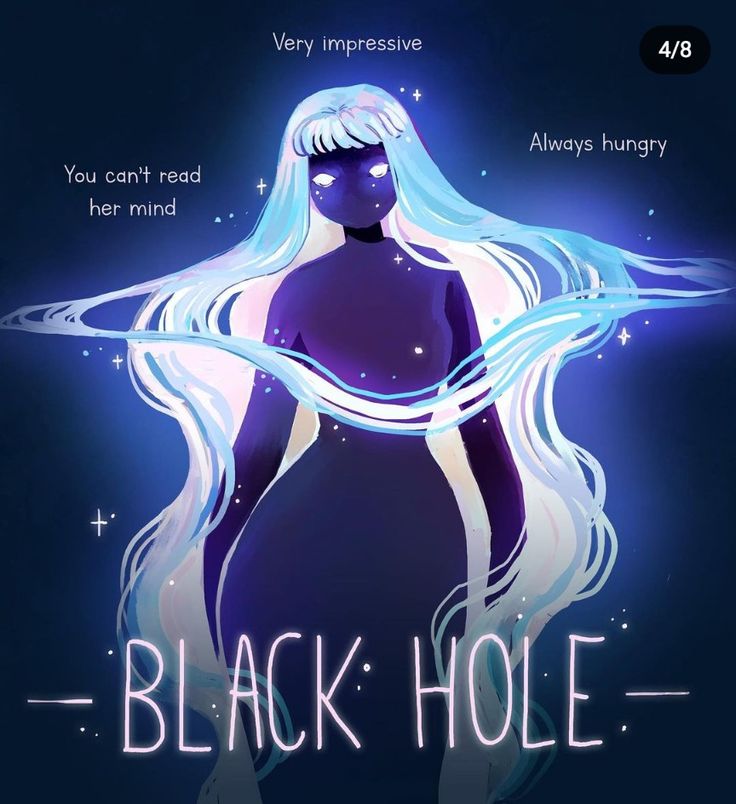 Very impressive
4/8
Always hungry
You can't read
her mind
BLACK HOLE